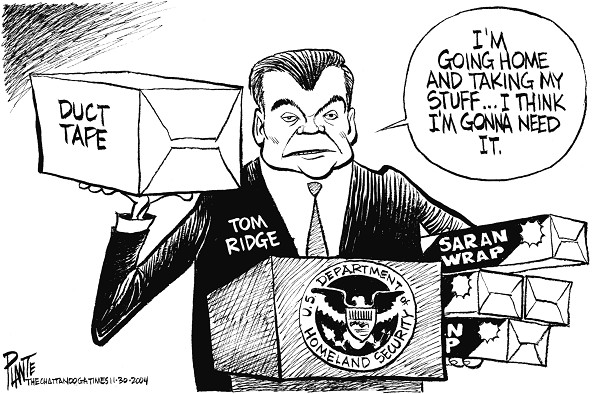 I'M
GOING HOME
AND TAKING MY
STUFF... I THINK
I'M GONNA NEED
IT.
DUCT
TAPE
TOM
RIDGE
SARAN
WRAP
N
P
U.S. DEPARTMENT of
HOMELAND SECURITY
PLANTE
THE CHATTANOOGA TIMES 11-30-2004